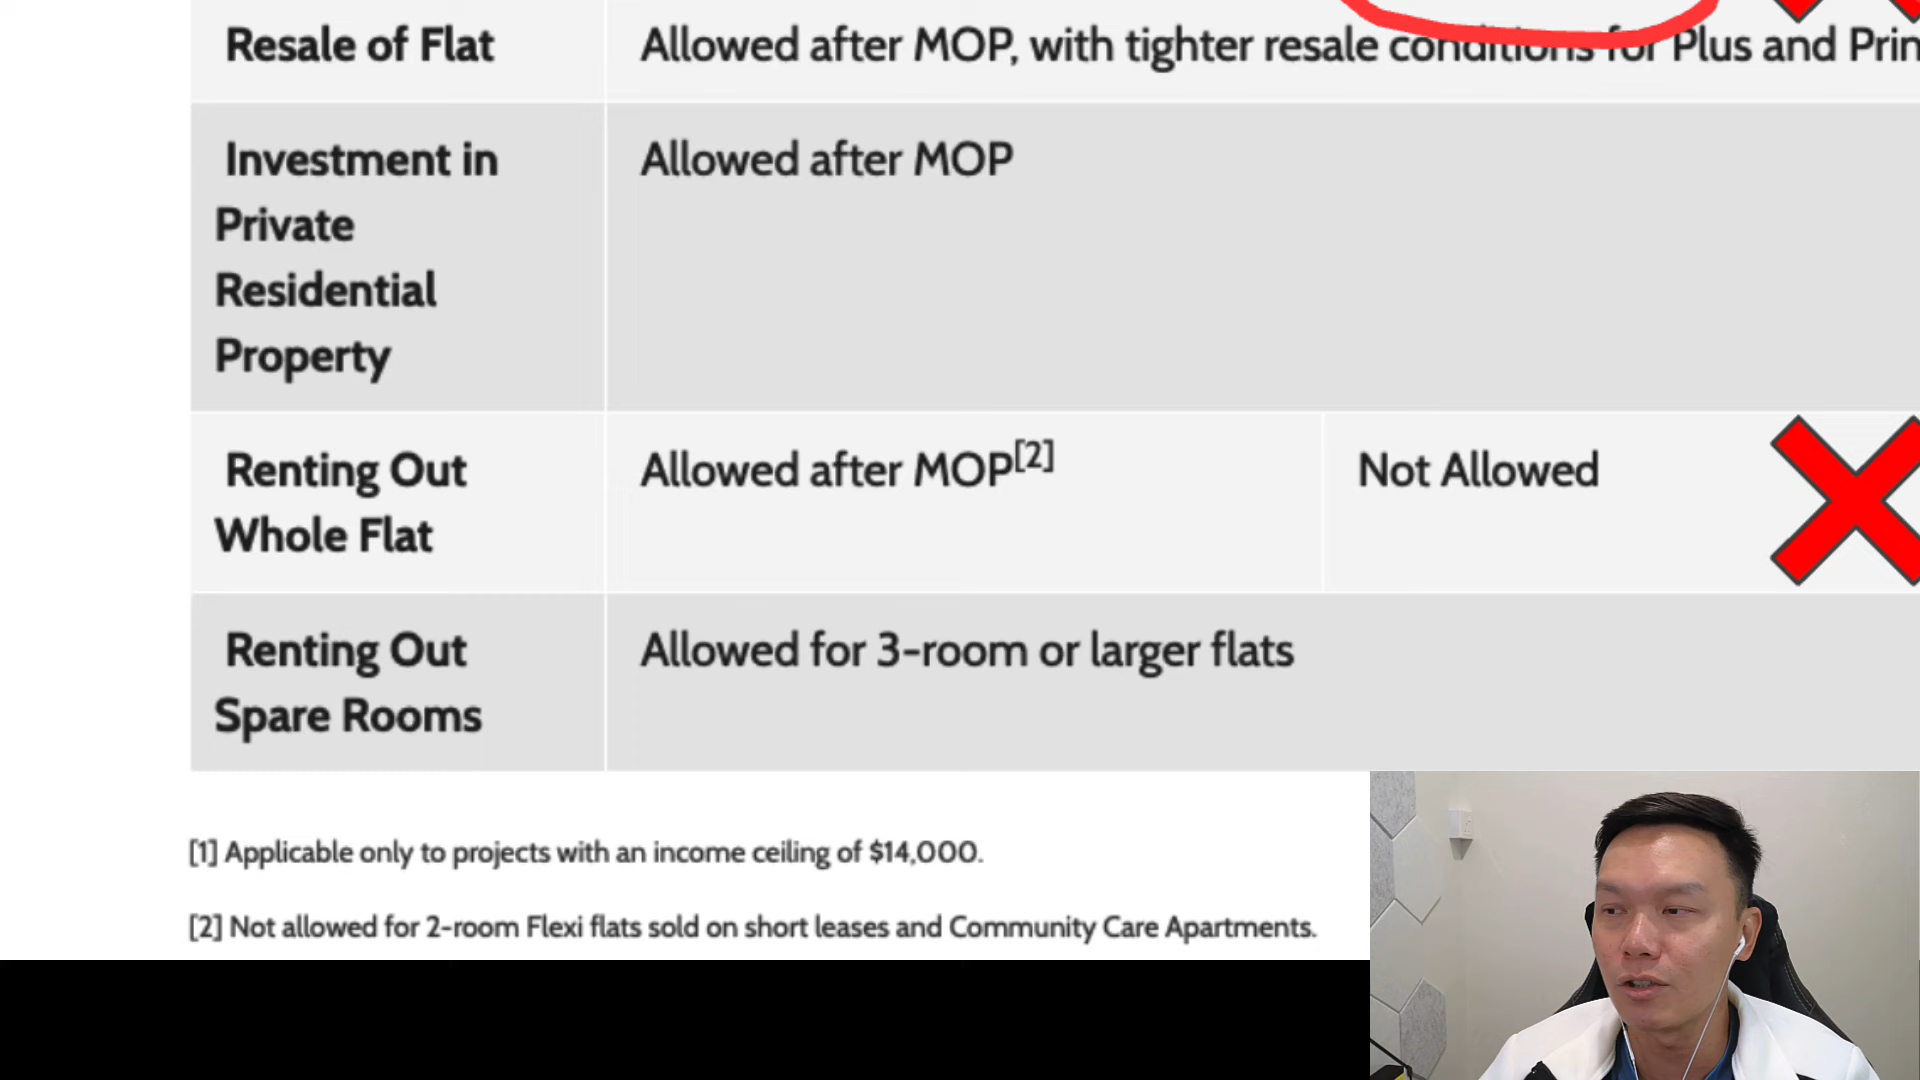 Resale of Flat Allowed after MOP, with tighter resale conditions for Plus and
Investment in Allowed after MOP
Private
Residential
Property
Renting Out Allowed after MOP[2] Not Allowed
Whole Flat
Renting Out Allowed for 3-room or larger flats
Spare Rooms
[1] Applicable only to projects with an income ceiling of $14,000.
[2] Not allowed for 2-room Flexi flats sold on short leases and Community Care Apartments.